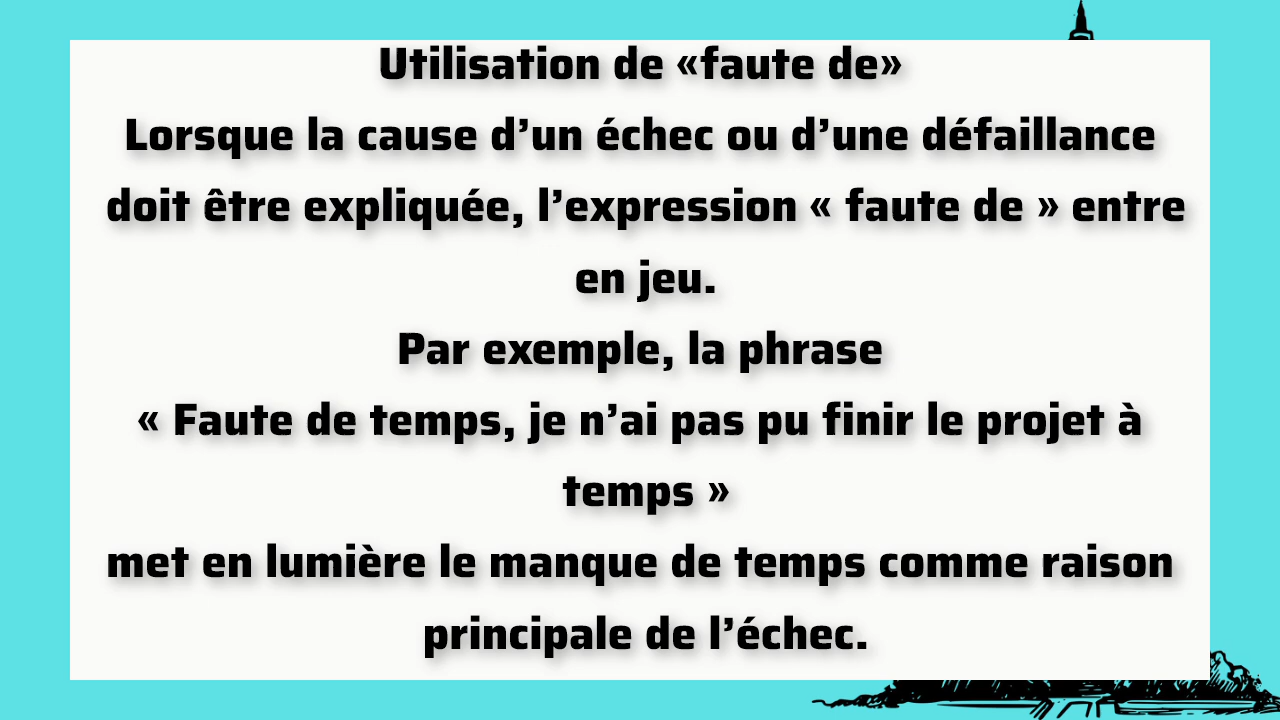 Utilisation de «faute de»
Lorsque la cause d’un échec ou d’une défaillance
doit être expliquée, l’expression « faute de » entre
en jeu.
Par exemple, la phrase
« Faute de temps, je n’ai pas pu finir le projet à
temps »
met en lumière le manque de temps comme raison
principale de l’échec.